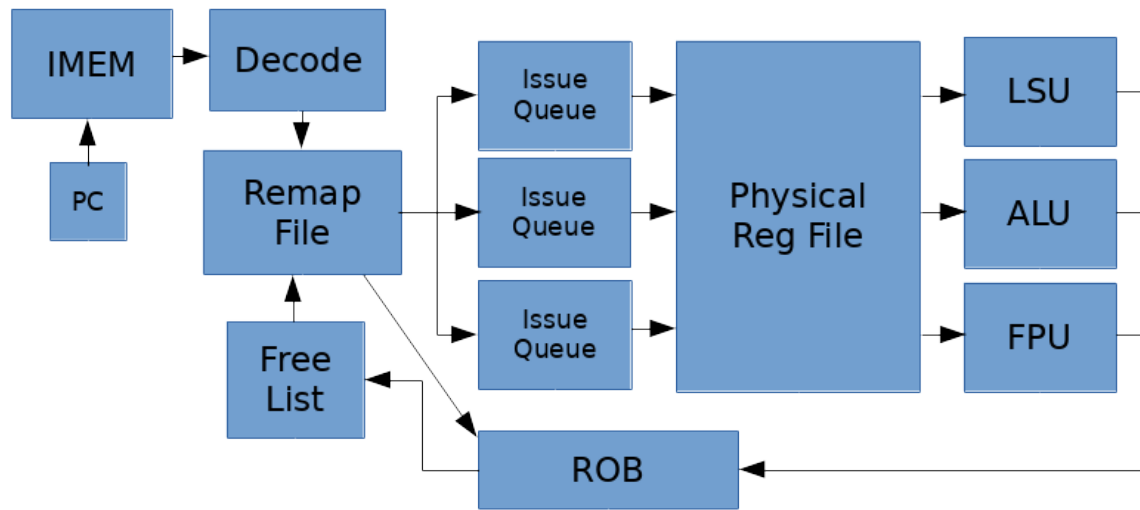 IMEM
Decode
PC
Remap
File
Free
List
Issue
Queue
Issue
Queue
Issue
Queue
Physical
Reg File
LSU
ALU
FPU
ROB